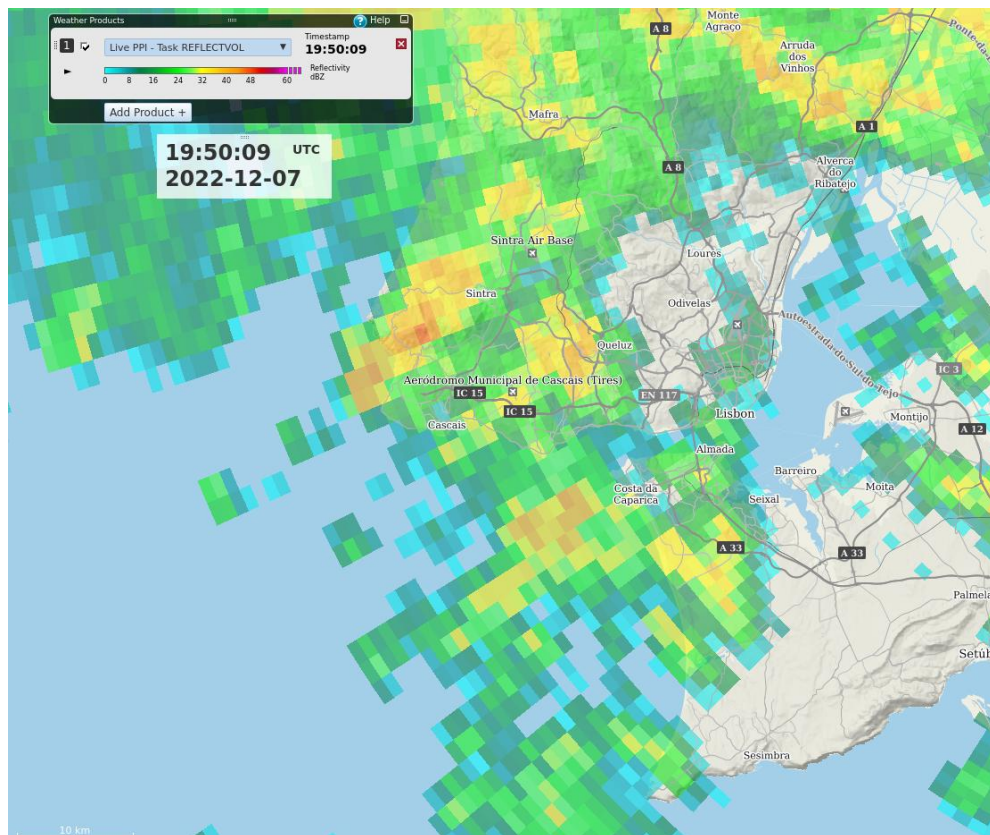 Weather Products
Help
1
Live PPI - Task REFLECTVOL
Timestamp
19:50:09
0 8 16 24 32 40 48 60
Reflectivity
dBZ
Add Product +
19:50:09 UTC
2022-12-07
Monte
Agraço
A 8
Arruda
dos
Vinhos
Mafra
A 1
A 8
Alverca
do
Ribatejo
Sintra Air Base
Loures
Sintra
Odivelas
Autoestrada do Sul do Tejo
Queluz
IC 3
Aeródromo Municipal de Cascais (Tires)
IC 15
EN 117
IC 15
Lisbon
Montijo
Cascais
A 12
Almada
Barreiro
Costa da
Caparica
Seixal
Moita
A 33
A 33
Palmela
Setúb
Sesimbra
10 km